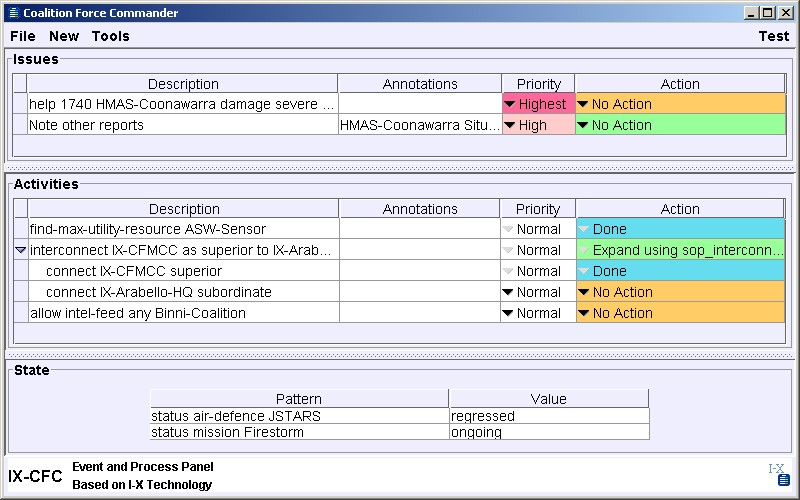 Coalition Force Commander
File New Tools Test
Issues
Description Annotations Priority Action
help 1740 HMAS-Coonawarra damage severe ... Highest No Action
Note other reports HMAS-Coonawarra Situ... High No Action
Activities
Description Annotations Priority Action
find-max-utility-resource ASW-Sensor Normal Done
interconnect IX-CFMCC as superior to IX-Arab... Normal Expand using sop_interconn...
connect IX-CFMCC superior Normal Done
connect IX-Arabello-HQ subordinate Normal No Action
allow intel-feed any Binni-Coalition Normal No Action
State
Pattern Value
status air-defence JSTARS regressed
status mission Firestorm ongoing
IX-CFC Event and Process Panel
Based on I-X Technology
I-X